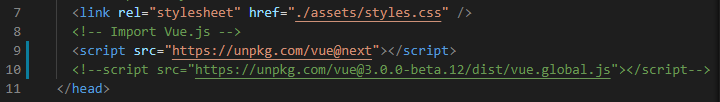 7 <link rel="stylesheet" href="./assets/styles.css" />
8 <!-- Import Vue.js -->
9 <script src="https://unpkg.com/vue@next"></script>
10 <!--script src="https://unpkg.com/vue@3.0.0-beta.12/dist/vue.global.js"></script-->
11 </head>